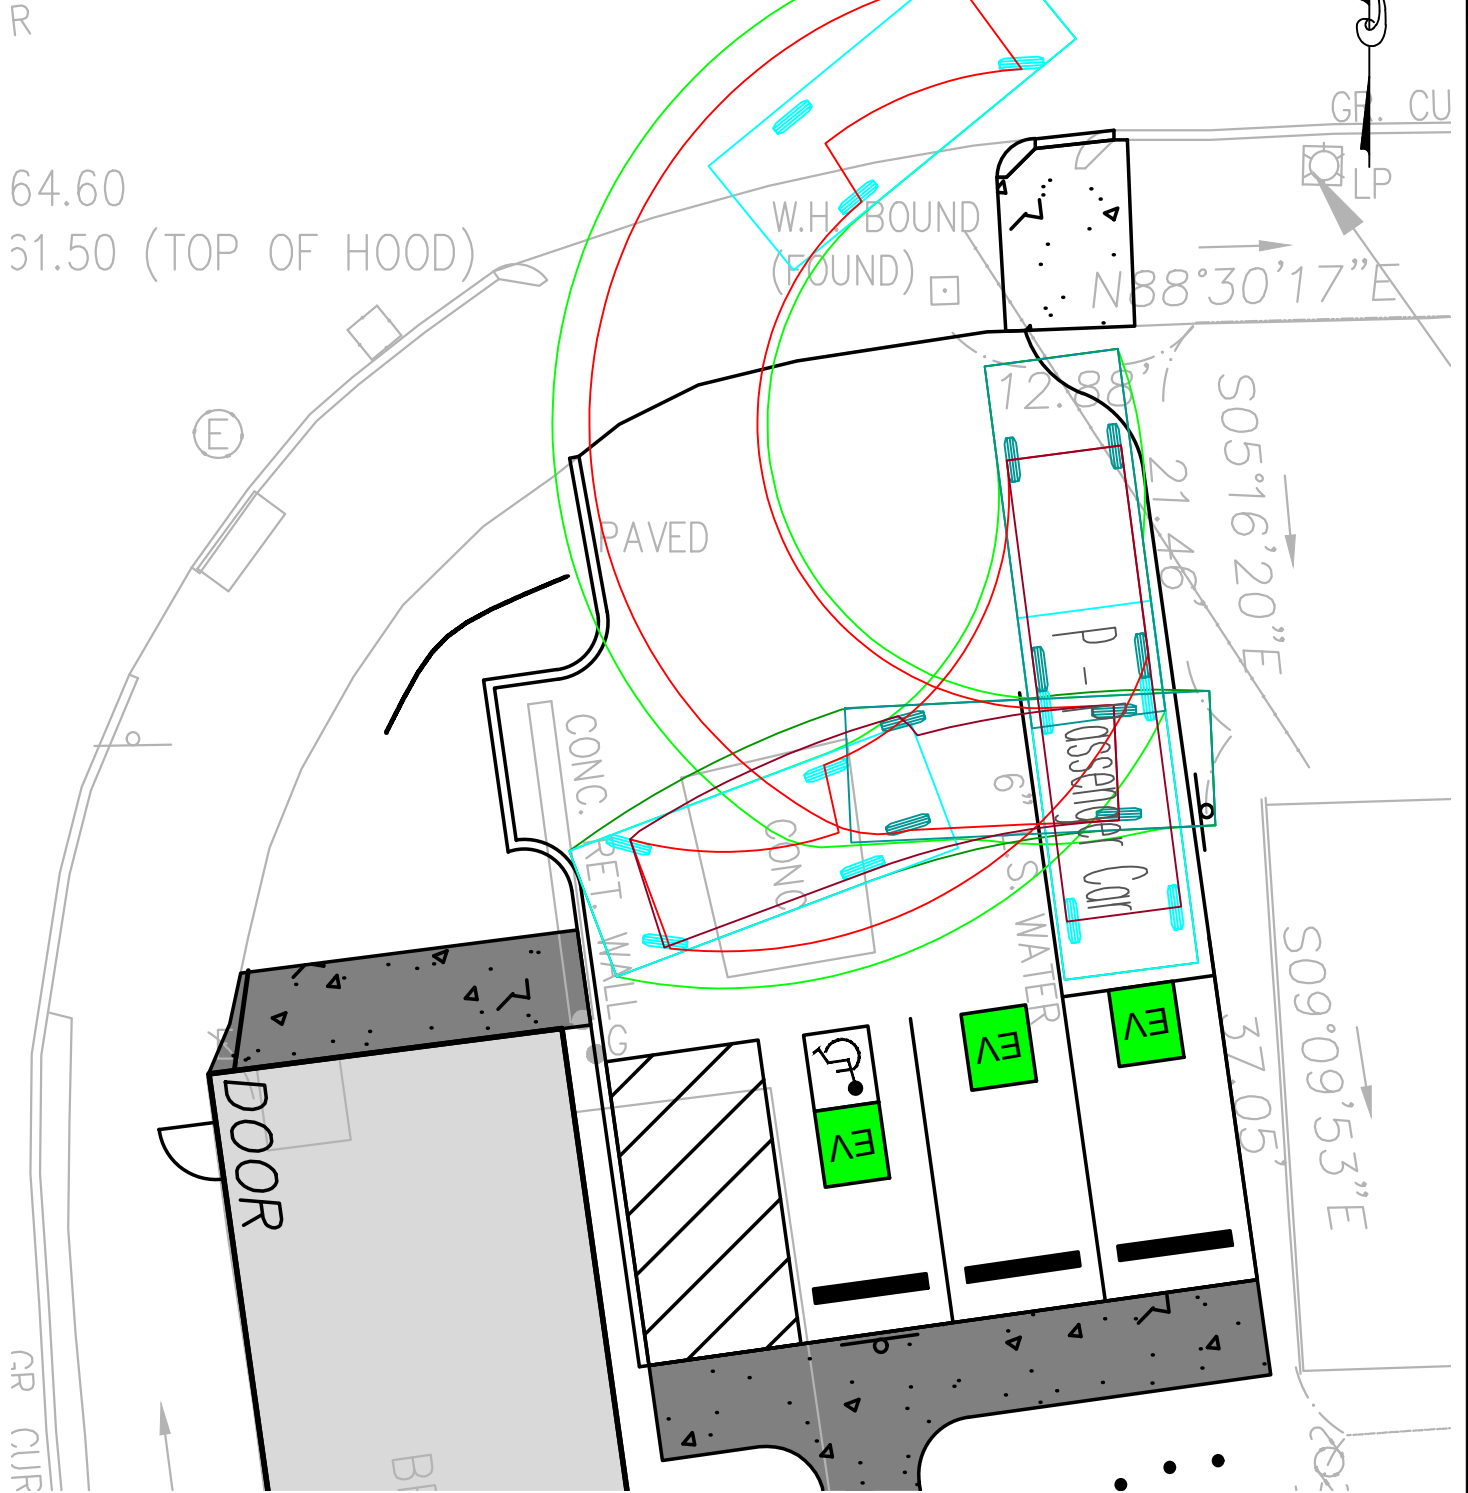 R
GR. CU
64.60
LP
W.H. BOUND
(FOUND)
61.50 (TOP OF HOOD)
N88°30'17"E
12.88'
E
S05°16'20"E
21.46'
PAVED
P - Passenger Car
CONC. RET. WALL
CONC
6" C.S. WATER
S09°09'53"E
37.05'
G
EV
EV
EV
DOOR
GR CUR